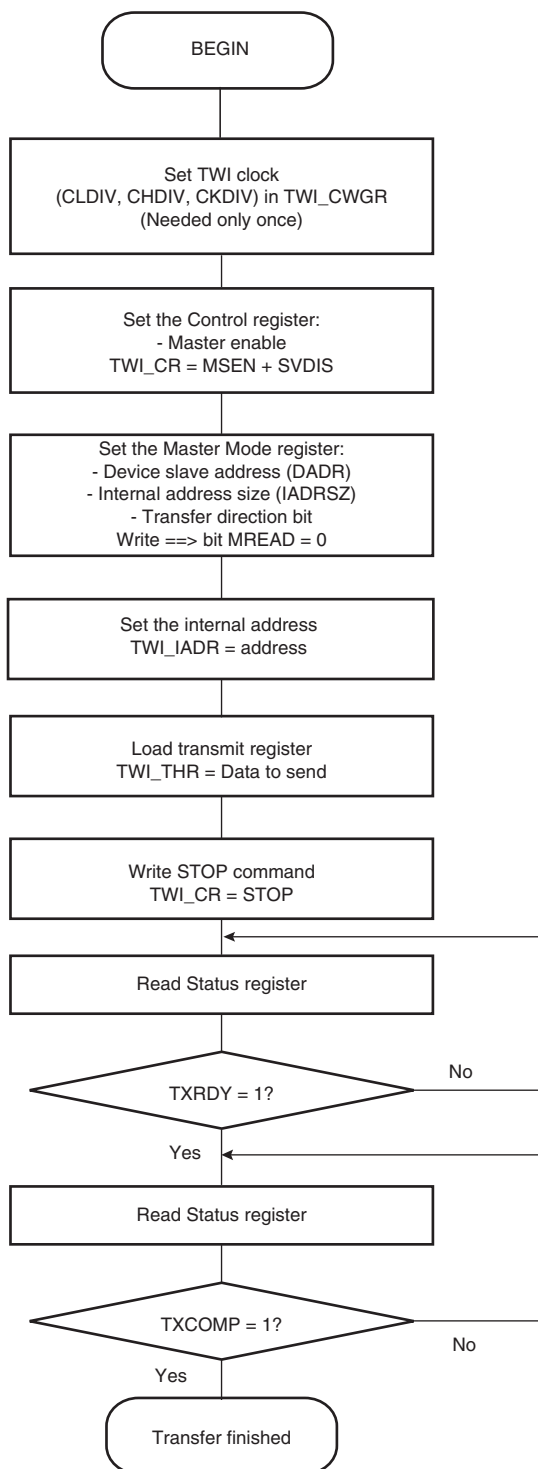 BEGIN
Set TWI clock
(CLDIV, CHDIV, CKDIV) in TWI_CWGR
(Needed only once)
Set the Control register:
- Master enable
TWI_CR = MSEN + SVDIS
Set the Master Mode register:
- Device slave address (DADR)
- Internal address size (IADRSZ)
- Transfer direction bit
Write ==> bit MREAD = 0
Set the internal address
TWI_IADR = address
Load transmit register
TWI_THR = Data to send
Write STOP command
TWI_CR = STOP
Read Status register
TXRDY = 1?
No
Yes
Read Status register
TXCOMP = 1?
No
Yes
Transfer finished